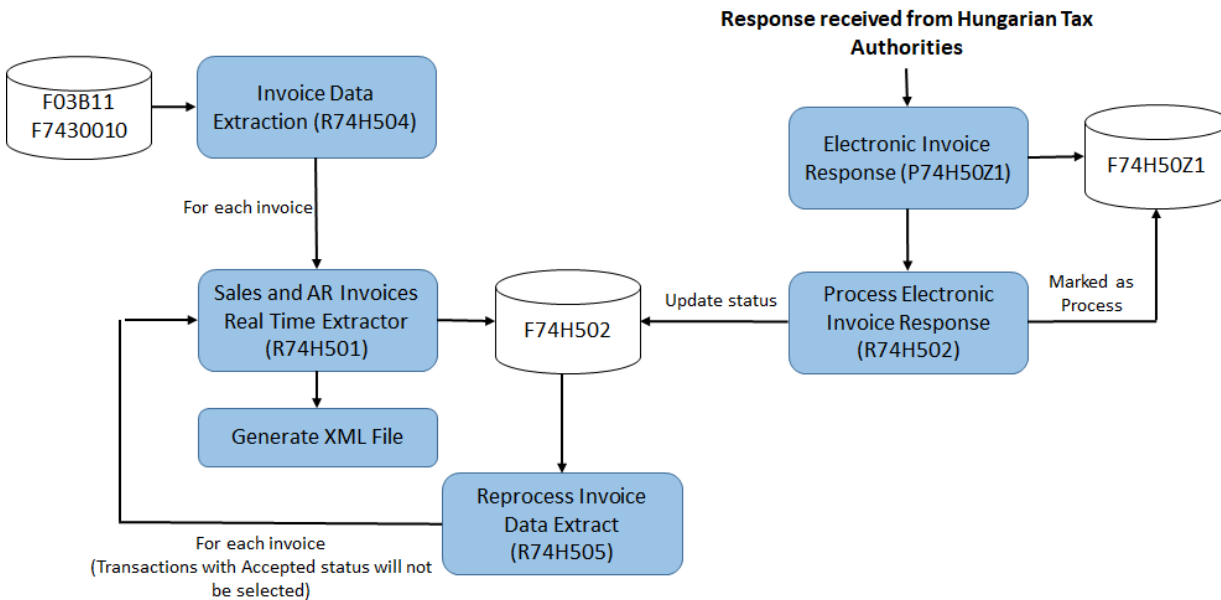 Response received from Hungarian Tax
Authorities
F03B11
F7430010
Invoice Data
Extraction (R74H504)
Electronic Invoice
Response (P74H50Z1)
F74H50Z1
For each invoice
Sales and AR Invoices
Real Time Extractor
(R74H501)
F74H502
Update status
Process Electronic
Invoice Response
(R74H502)
Marked as
Process
Generate XML File
Reprocess Invoice
Data Extract
(R74H505)
For each invoice
(Transactions with Accepted status will not
be selected)